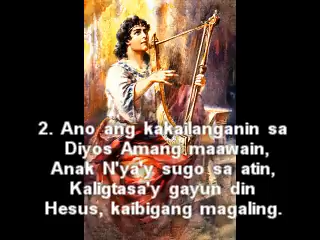 2. Ano ang kakailanganin sa
Diyos Amang maawain,
Anak N'ya'y sugo sa atin,
Kaligtasa'y gayun din
Hesus, kaibigang magaling.